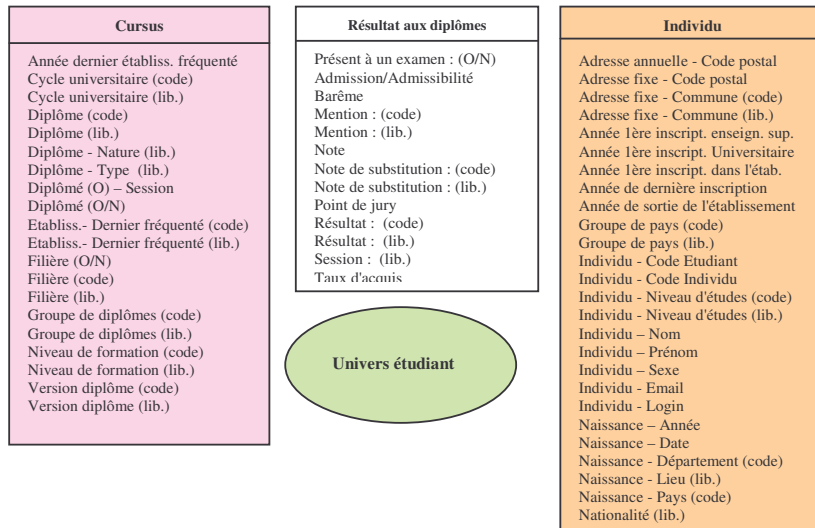 Cursus
Année dernier établiss. fréquenté
Cycle universitaire (code)
Cycle universitaire (lib.)
Diplôme (code)
Diplôme (lib.)
Diplôme - Nature (lib.)
Diplôme - Type (lib.)
Diplômé (O) – Session
Diplômé (O/N)
Etabliss.- Dernier fréquenté (code)
Etabliss.- Dernier fréquenté (lib.)
Filière (O/N)
Filière (code)
Filière (lib.)
Groupe de diplômes (code)
Groupe de diplômes (lib.)
Niveau de formation (code)
Niveau de formation (lib.)
Version diplôme (code)
Version diplôme (lib.)
Résultat aux diplômes
Présent à un examen : (O/N)
Admission/Admissibilité
Barême
Mention : (code)
Mention : (lib.)
Note
Note de substitution : (code)
Note de substitution : (lib.)
Point de jury
Résultat : (code)
Résultat : (lib.)
Session : (lib.)
Taux d'acquis
Univers étudiant
Individu
Adresse annuelle - Code postal
Adresse fixe - Code postal
Adresse fixe - Commune (code)
Adresse fixe - Commune (lib.)
Année 1ère inscript. enseign. sup.
Année 1ère inscript. Universitaire
Année 1ère inscript. dans l'étab.
Année de dernière inscription
Année de sortie de l'établissement
Groupe de pays (code)
Groupe de pays (lib.)
Individu - Code Etudiant
Individu - Code Individu
Individu - Niveau d'études (code)
Individu - Niveau d'études (lib.)
Individu – Nom
Individu – Prénom
Individu – Sexe
Individu - Email
Individu - Login
Naissance – Année
Naissance – Date
Naissance - Département (code)
Naissance - Lieu (lib.)
Naissance - Pays (code)
Nationalité (lib.)